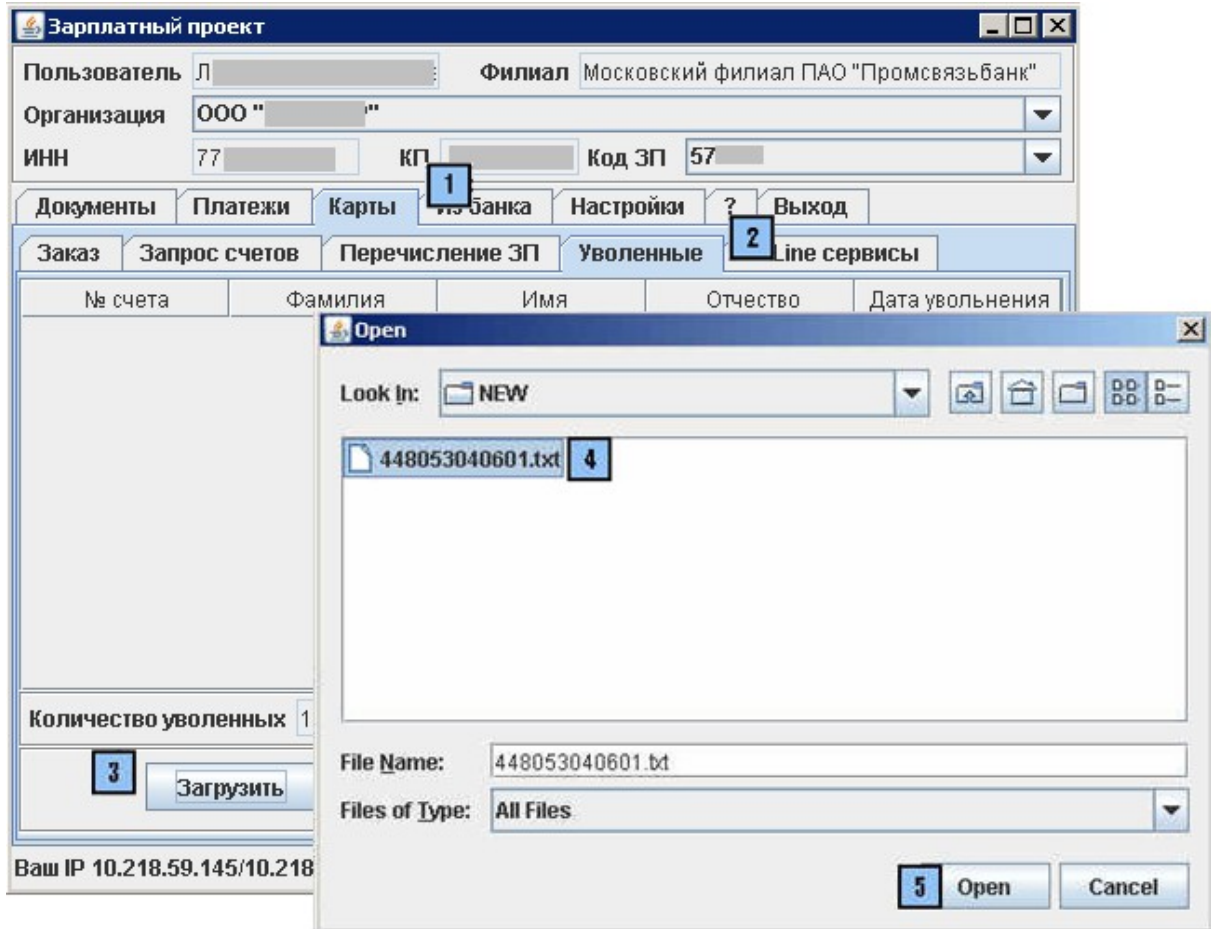 Зарплатный проект
Пользователь Л Филиал Московский филиал ПАО "Промсвязьбанк"
Организация ООО " "
ИНН 77 КП Код ЗП 57
1
Документы Платежи Карты Из банка Настройки ? Выход
2
Заказ Запрос счетов Перечисление ЗП Уволенные Line сервисы
№ счета Фамилия Имя Отчество Дата увольнения
Open
Look In: NEW
448053040601.txt 4
Количество уволенных 1
File Name: 448053040601.txt
3
Загрузить
Files of Type: All Files
Ваш IP 10.218.59.145/10.218
5 Open Cancel